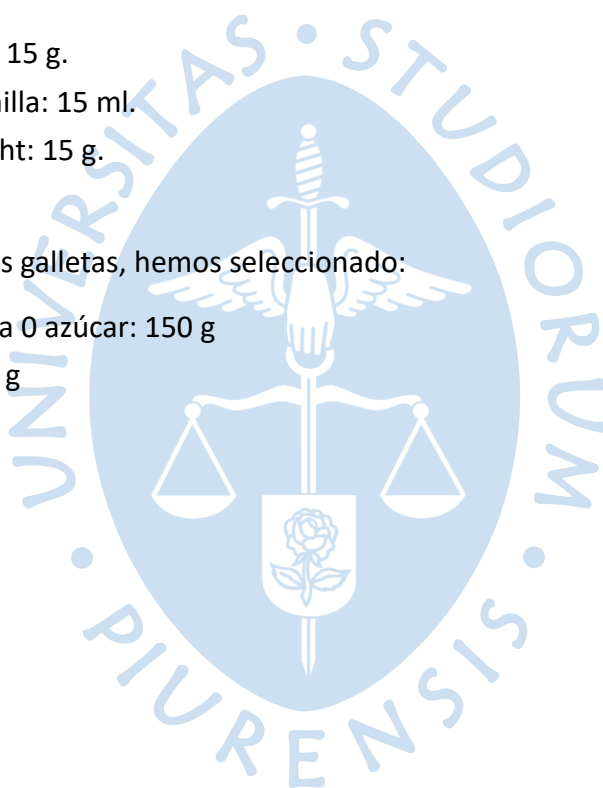 15 g.
illa: 15 ml.
ht: 15 g.
s galletas, hemos seleccionado:
a 0 azúcar: 150 g
g
UNIVERSITAS • STUDIORUM • PIURENSIS •